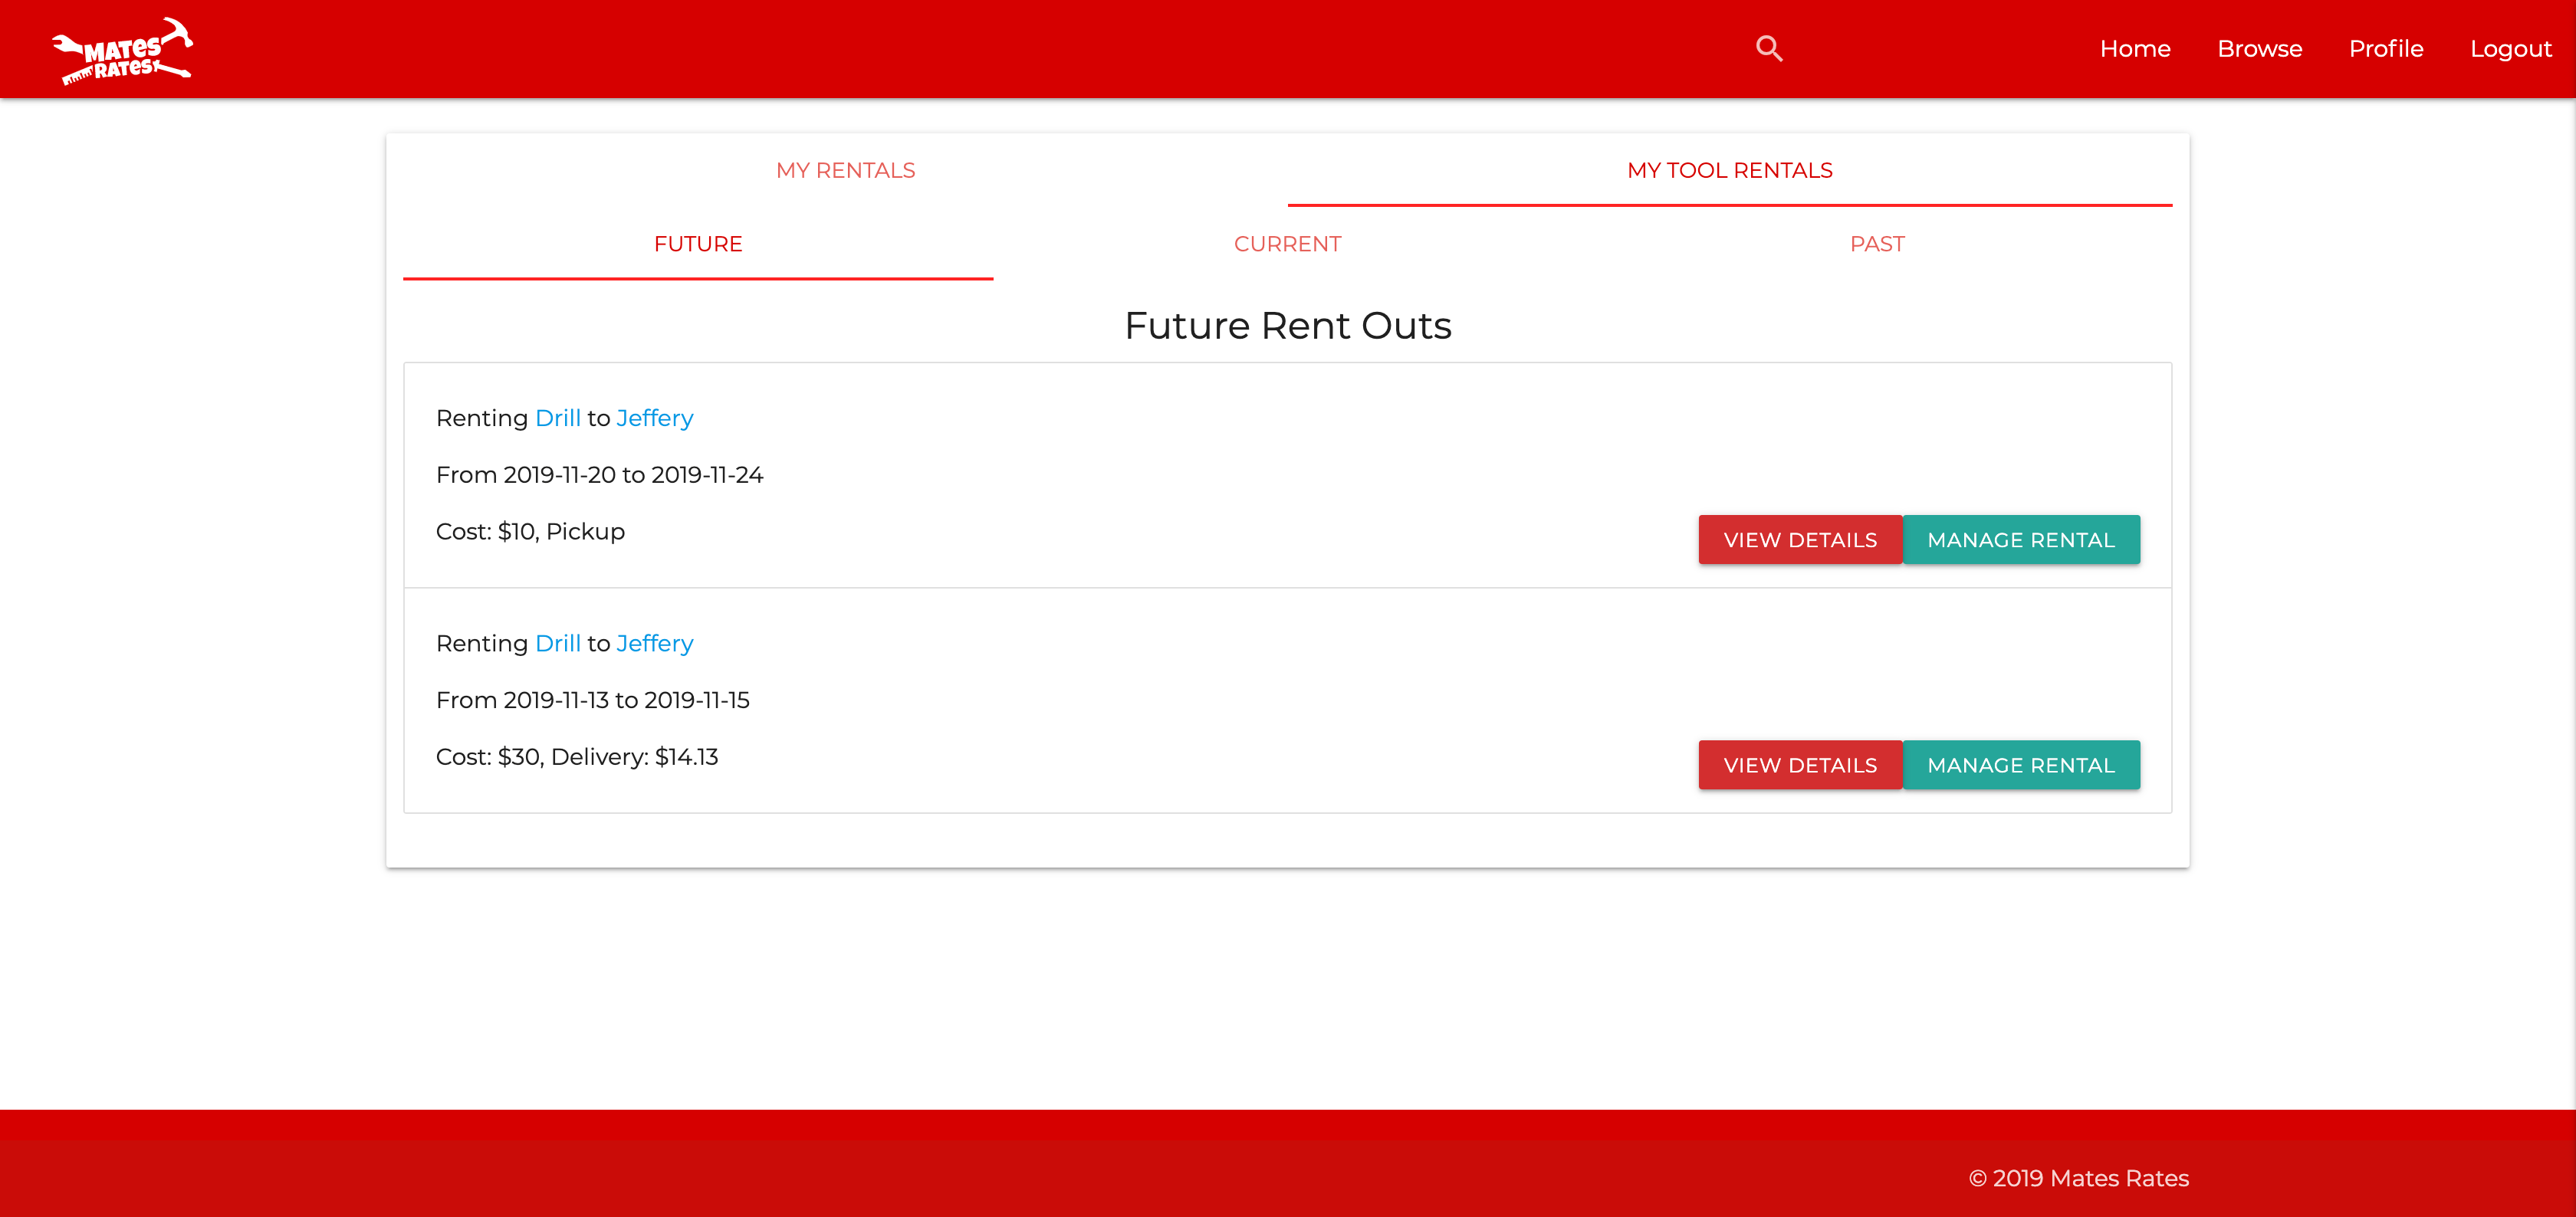 MATES
RATES
Home Browse Profile Logout
MY RENTALS MY TOOL RENTALS
FUTURE CURRENT PAST
Future Rent Outs
Renting Drill to Jeffery
From 2019-11-20 to 2019-11-24
Cost: $10, Pickup
VIEW DETAILS MANAGE RENTAL
Renting Drill to Jeffery
From 2019-11-13 to 2019-11-15
Cost: $30, Delivery: $14.13
VIEW DETAILS MANAGE RENTAL
© 2019 Mates Rates